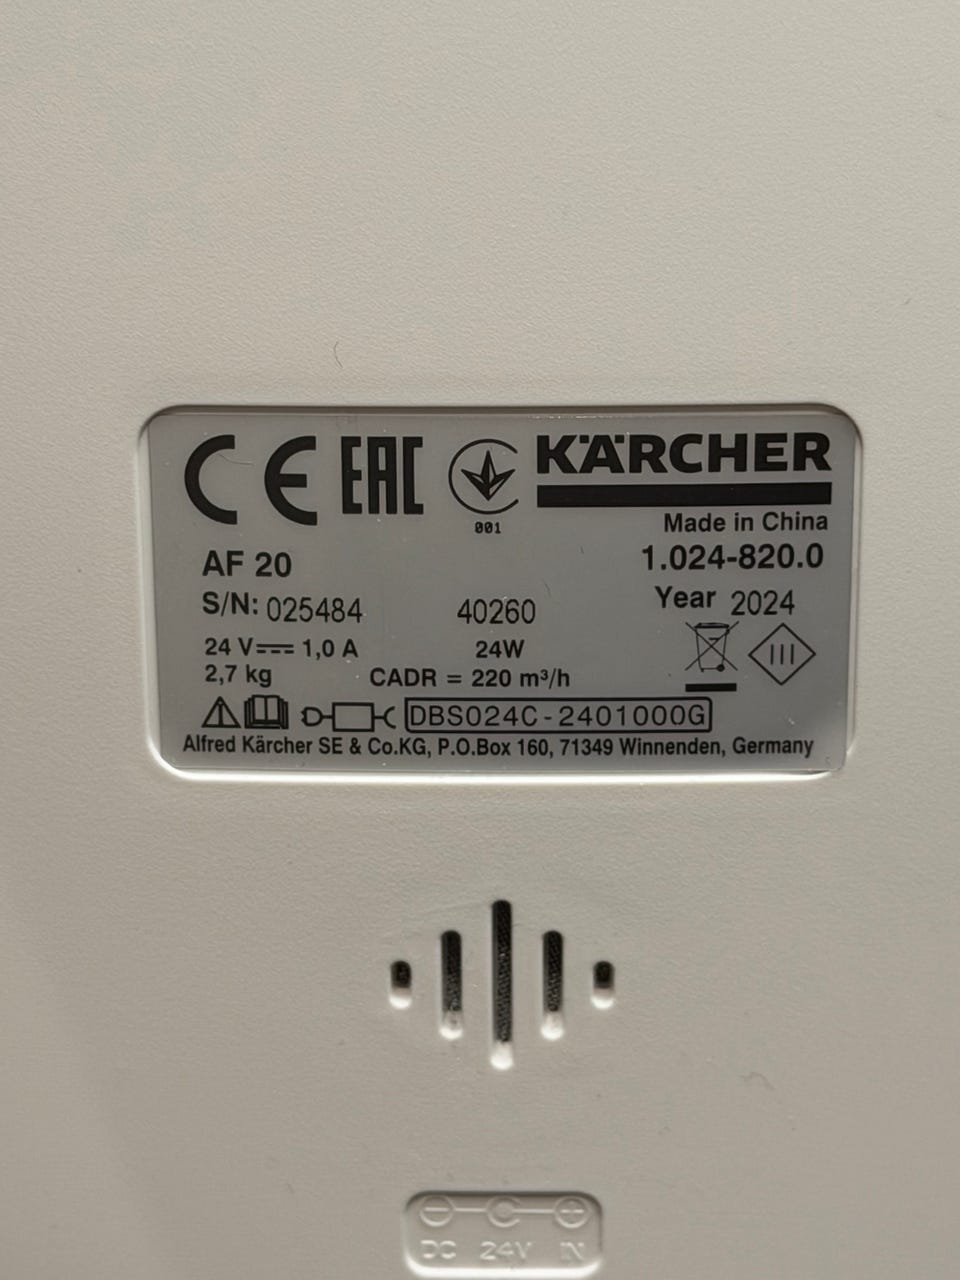 CE EAC 001 KÄRCHER
Made in China
AF 20 1.024-820.0
S/N: 025484 40260 Year 2024
24 V⎓ 1,0 A 24W
2,7 kg CADR = 220 m³/h
DBS024C-2401000G
Alfred Kärcher SE & Co.KG, P.O.Box 160, 71349 Winnenden, Germany
DC 24V IN